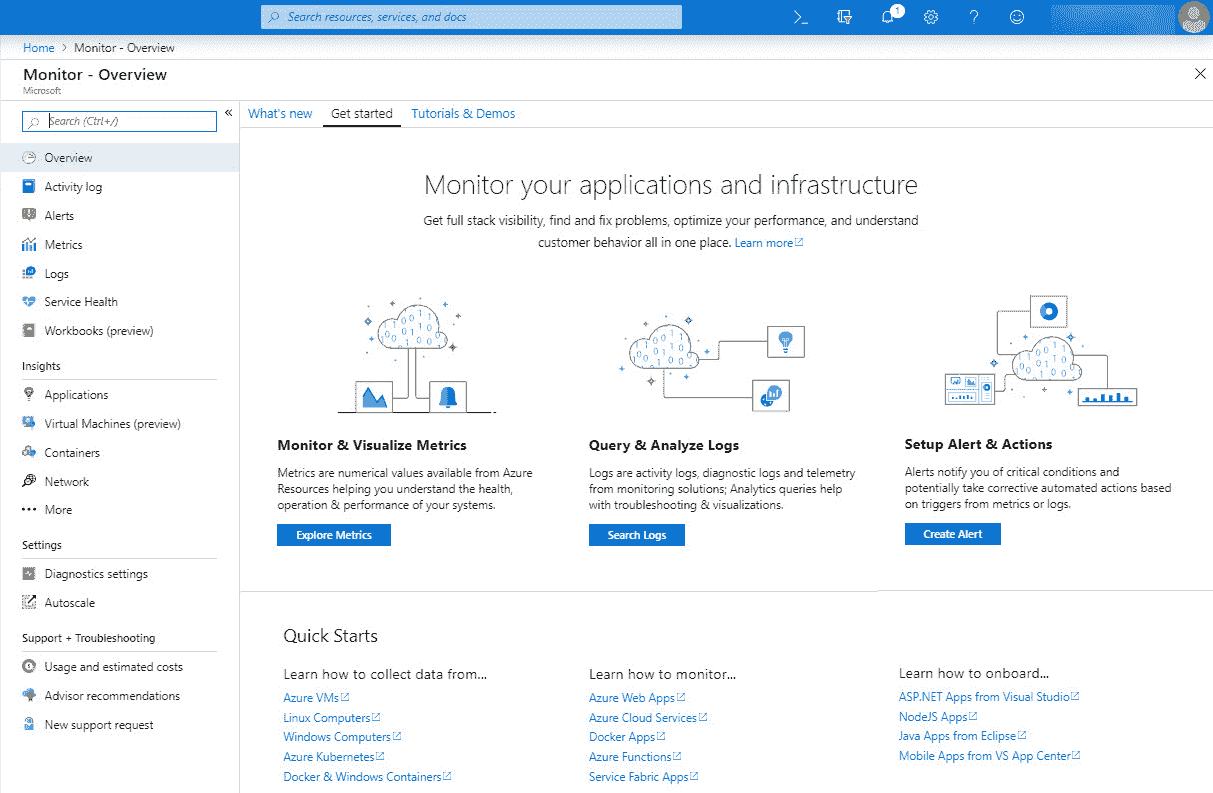 Search resources, services, and docs
1
Home > Monitor - Overview
Monitor - Overview
Microsoft
Search (Ctrl+/)
«
Overview
Activity log
Alerts
Metrics
Logs
Service Health
Workbooks (preview)
Insights
Applications
Virtual Machines (preview)
Containers
Network
More
Settings
Diagnostics settings
Autoscale
Support + Troubleshooting
Usage and estimated costs
Advisor recommendations
New support request
What's new Get started Tutorials & Demos
Monitor your applications and infrastructure
Get full stack visibility, find and fix problems, optimize your performance, and understand
customer behavior all in one place. Learn more
Monitor & Visualize Metrics
Metrics are numerical values available from Azure
Resources helping you understand the health,
operation & performance of your systems.
Explore Metrics
Query & Analyze Logs
Logs are activity logs, diagnostic logs and telemetry
from monitoring solutions; Analytics queries help
with troubleshooting & visualizations.
Search Logs
Setup Alert & Actions
Alerts notify you of critical conditions and
potentially take corrective automated actions based
on triggers from metrics or logs.
Create Alert
Quick Starts
Learn how to collect data from...
Azure VMs
Linux Computers
Windows Computers
Azure Kubernetes
Docker & Windows Containers
Learn how to monitor...
Azure Web Apps
Azure Cloud Services
Docker Apps
Azure Functions
Service Fabric Apps
Learn how to onboard...
ASP.NET Apps from Visual Studio
NodeJS Apps
Java Apps from Eclipse
Mobile Apps from VS App Center